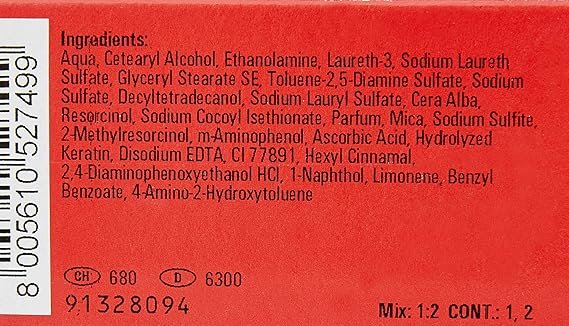 Ingredients:
Aqua, Cetearyl Alcohol, Ethanolamine, Laureth-3, Sodium Laureth
Sulfate, Glyceryl Stearate SE, Toluene-2,5-Diamine Sulfate, Sodium
Sulfate, Decyltetradecanol, Sodium Lauryl Sulfate, Cera Alba,
Resorcinol, Sodium Cocoyl Isethionate, Parfum, Mica, Sodium Sulfite,
2-Methylresorcinol, m-Aminophenol, Ascorbic Acid, Hydrolyzed
Keratin, Disodium EDTA, CI 77891, Hexyl Cinnamal,
2,4-Diaminophenoxyethanol HCl, 1-Naphthol, Limonene, Benzyl
Benzoate, 4-Amino-2-Hydroxytoluene
CH 680 D 6300
91328094
Mix: 1:2 CONT.: 1, 2
8 005610 527499